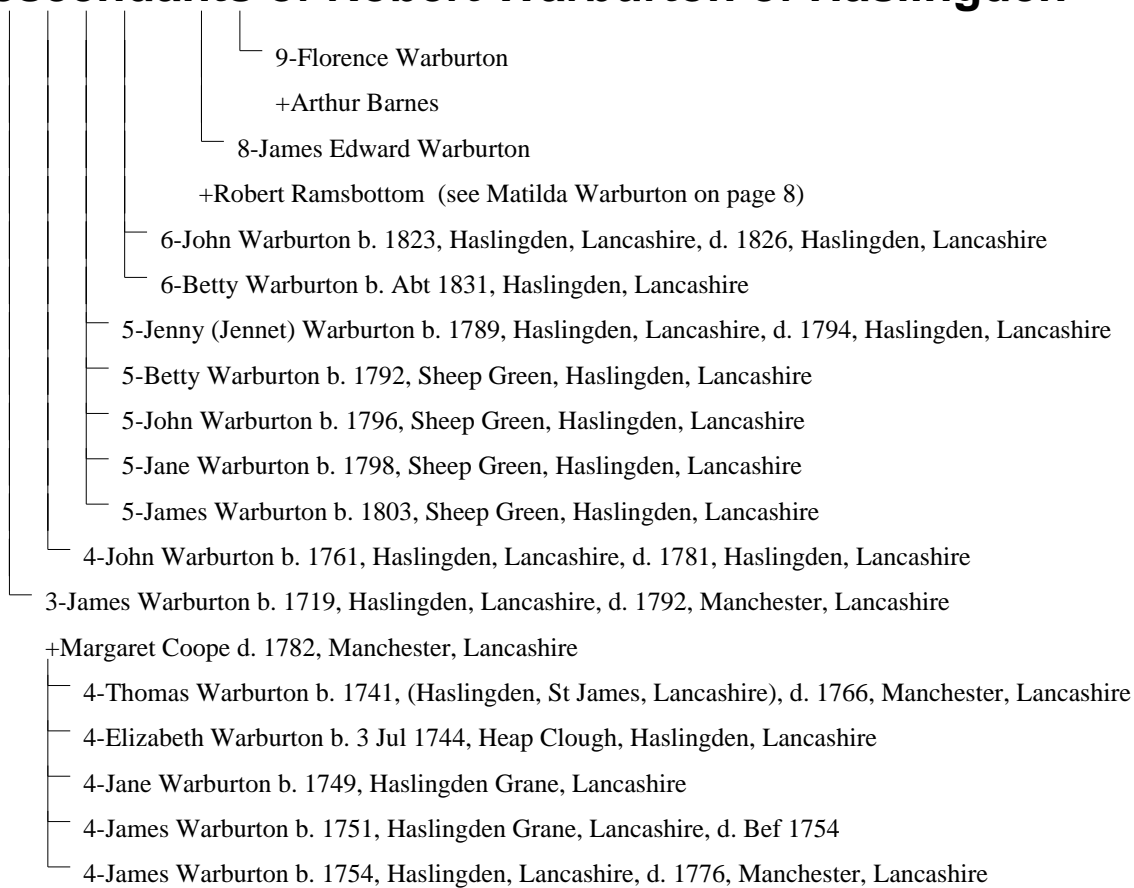 Descendants of Robert Warburton of Haslingden
9-Florence Warburton
+Arthur Barnes
8-James Edward Warburton
+Robert Ramsbottom (see Matilda Warburton on page 8)
6-John Warburton b. 1823, Haslingden, Lancashire, d. 1826, Haslingden, Lancashire
6-Betty Warburton b. Abt 1831, Haslingden, Lancashire
5-Jenny (Jennet) Warburton b. 1789, Haslingden, Lancashire, d. 1794, Haslingden, Lancashire
5-Betty Warburton b. 1792, Sheep Green, Haslingden, Lancashire
5-John Warburton b. 1796, Sheep Green, Haslingden, Lancashire
5-Jane Warburton b. 1798, Sheep Green, Haslingden, Lancashire
5-James Warburton b. 1803, Sheep Green, Haslingden, Lancashire
4-John Warburton b. 1761, Haslingden, Lancashire, d. 1781, Haslingden, Lancashire
3-James Warburton b. 1719, Haslingden, Lancashire, d. 1792, Manchester, Lancashire
+Margaret Coope d. 1782, Manchester, Lancashire
4-Thomas Warburton b. 1741, (Haslingden, St James, Lancashire), d. 1766, Manchester, Lancashire
4-Elizabeth Warburton b. 3 Jul 1744, Heap Clough, Haslingden, Lancashire
4-Jane Warburton b. 1749, Haslingden Grane, Lancashire
4-James Warburton b. 1751, Haslingden Grane, Lancashire, d. Bef 1754
4-James Warburton b. 1754, Haslingden, Lancashire, d. 1776, Manchester, Lancashire